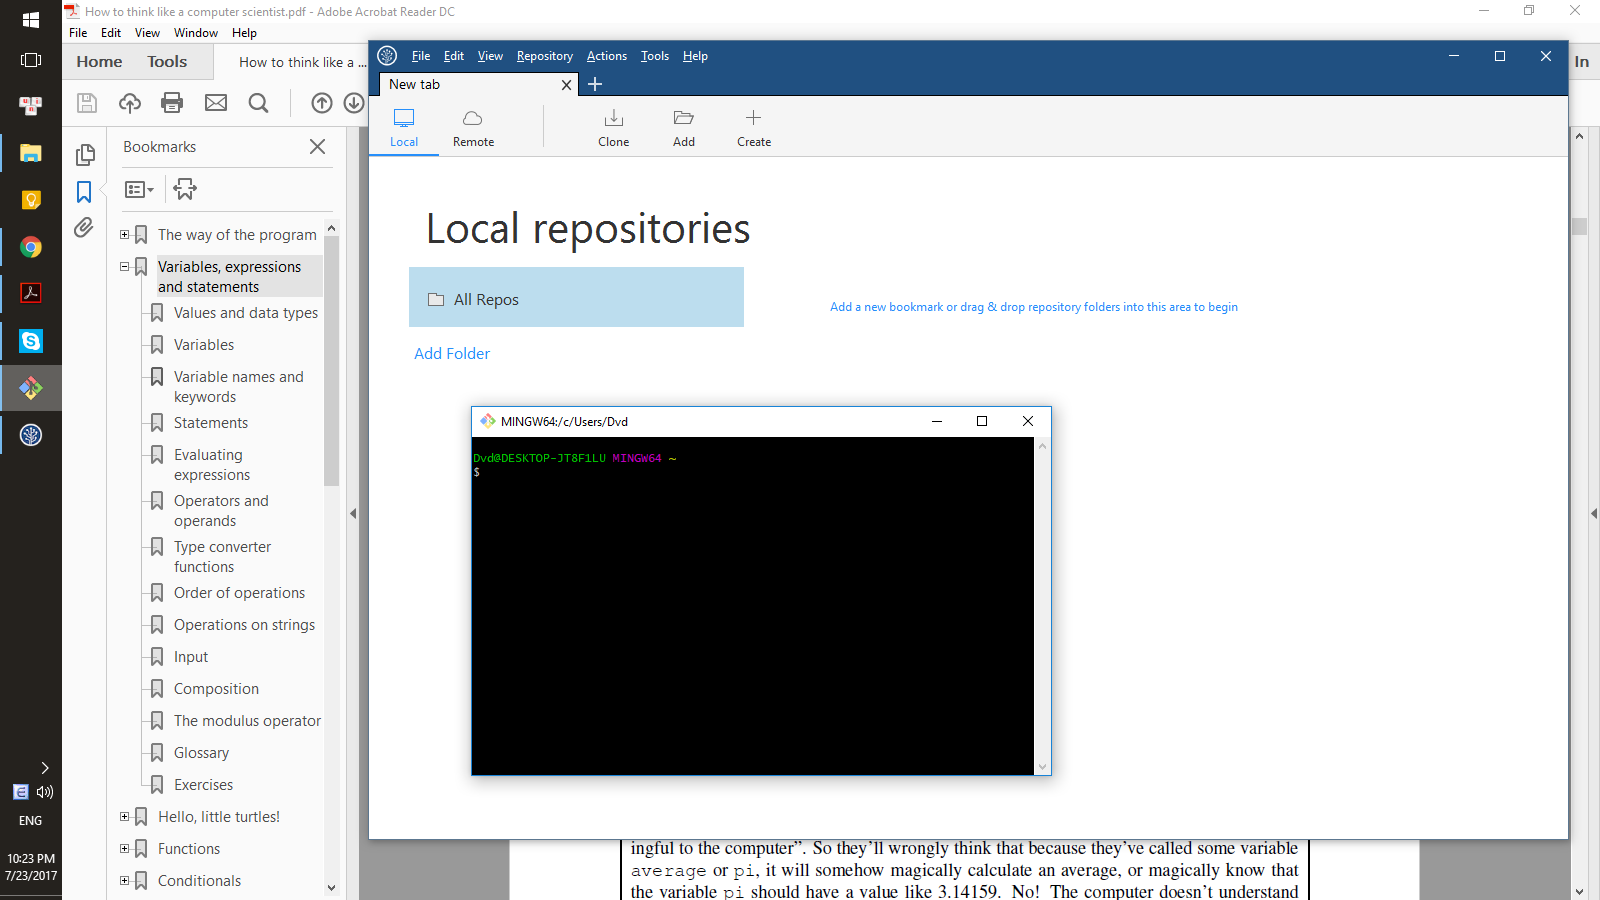 How to think like a computer scientist.pdf - Adobe Acrobat Reader DC
File Edit View Window Help
Home Tools How to think like a ... In
Bookmarks
The way of the program
Variables, expressions
and statements
Values and data types
Variables
Variable names and
keywords
Statements
Evaluating
expressions
Operators and
operands
Type converter
functions
Order of operations
Operations on strings
Input
Composition
The modulus operator
Glossary
Exercises
Hello, little turtles!
Functions
Conditionals
File Edit View Repository Actions Tools Help
New tab
Local Remote Clone Add Create
Local repositories
All Repos
Add a new bookmark or drag & drop repository folders into this area to begin
Add Folder
MINGW64:/c/Users/Dvd
Dvd@DESKTOP-JT8F1LU MINGW64 ~
$
ingful to the computer”. So they’ll wrongly think that because they’ve called some variable
average or pi, it will somehow magically calculate an average, or magically know that
the variable pi should have a value like 3.14159. No! The computer doesn’t understand
ENG
10:23 PM
7/23/2017